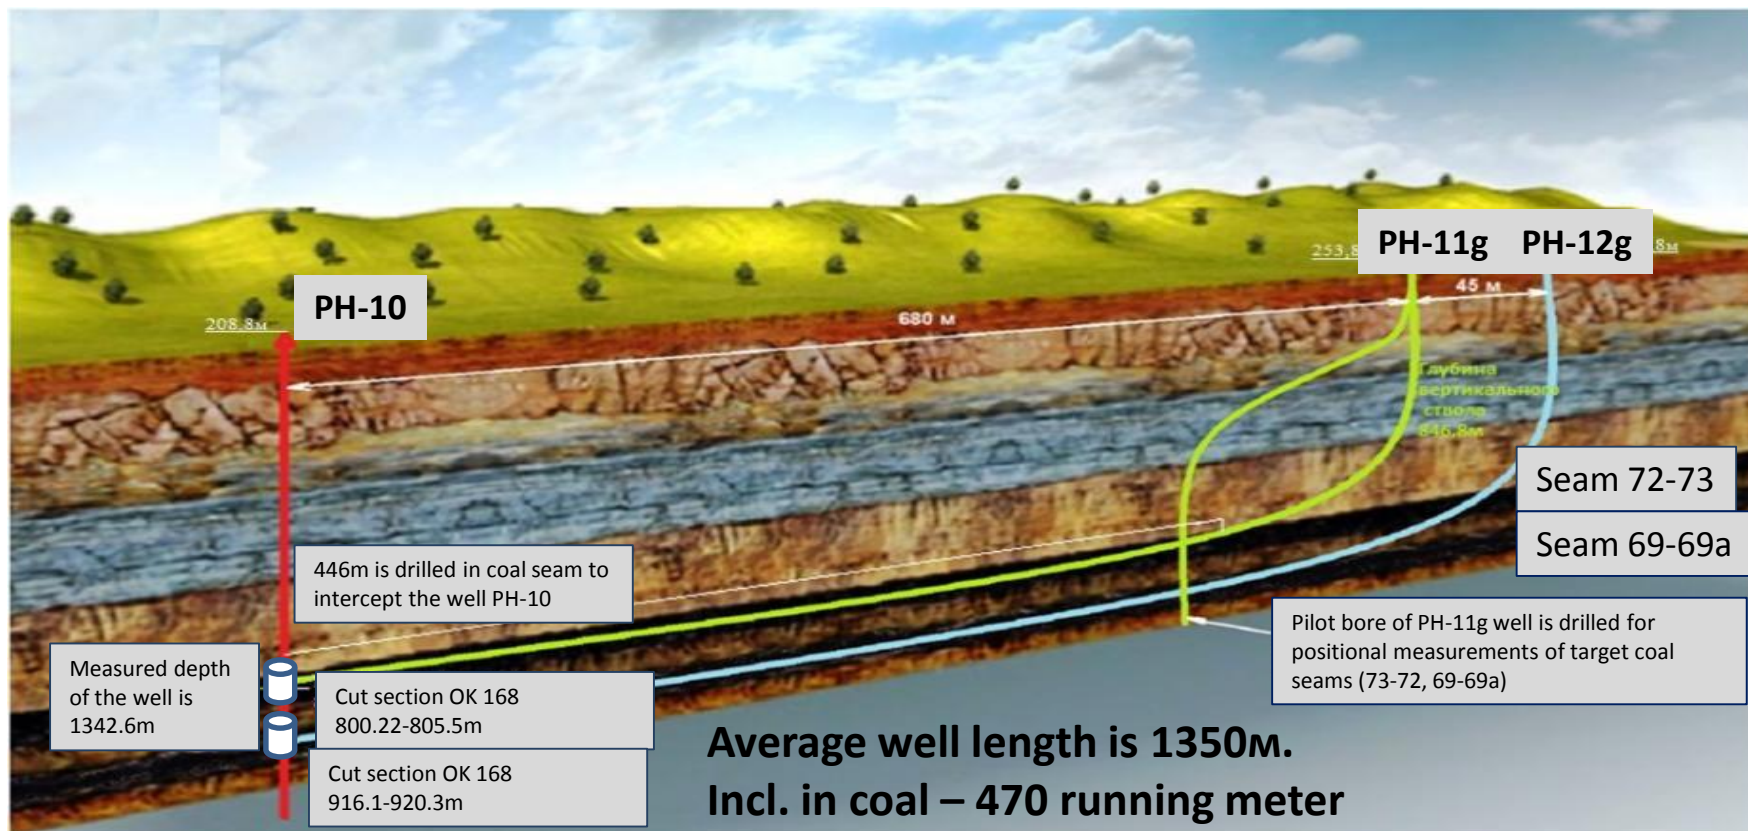 PH-11g PH-12g
253,8
8м
45 м
PH-10
208.8м
680 м
Глубина
вертикального
ствола
846.8м
Seam 72-73
Seam 69-69a
446m is drilled in coal seam to
intercept the well PH-10
Pilot bore of PH-11g well is drilled for
positional measurements of target coal
seams (73-72, 69-69a)
Measured depth
of the well is
1342.6m
Cut section OK 168
800.22-805.5m
Cut section OK 168
916.1-920.3m
Average well length is 1350м.
Incl. in coal – 470 running meter